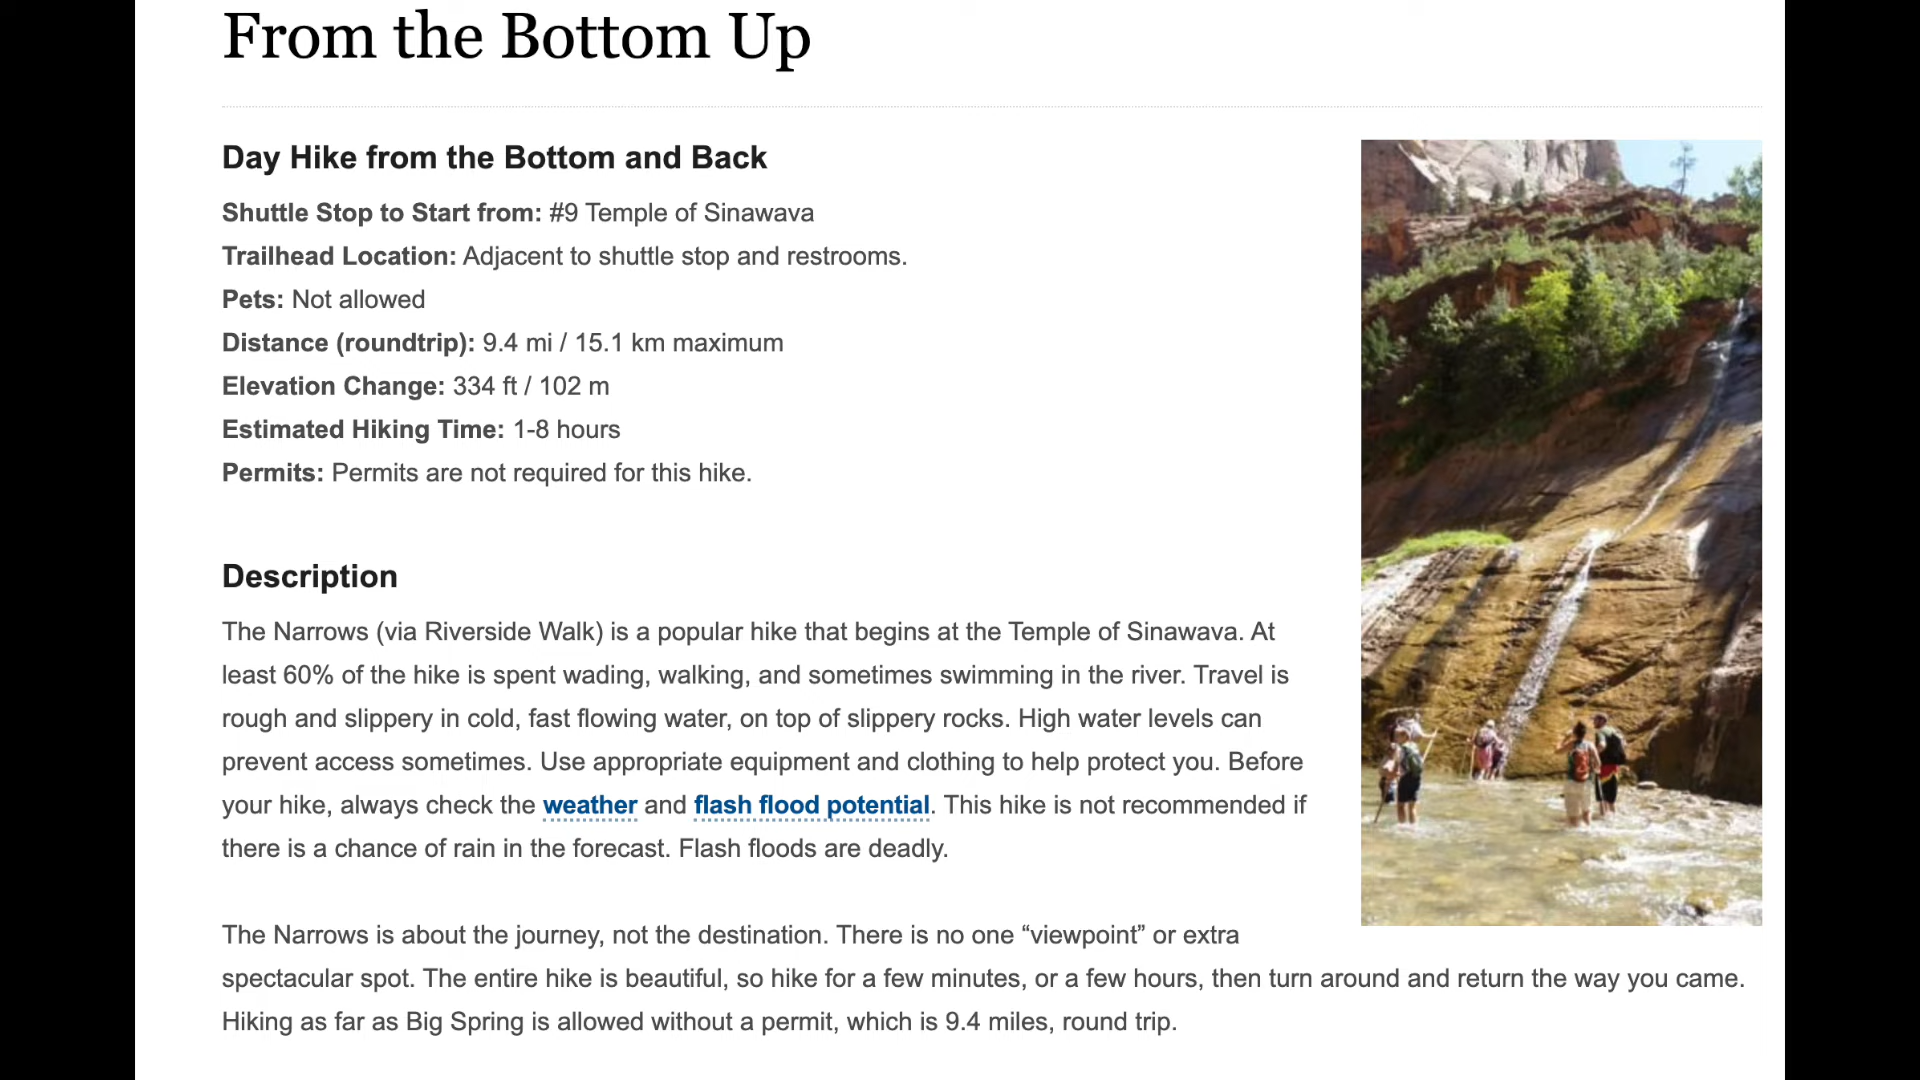 From the Bottom Up
Day Hike from the Bottom and Back
Shuttle Stop to Start from: #9 Temple of Sinawava
Trailhead Location: Adjacent to shuttle stop and restrooms.
Pets: Not allowed
Distance (roundtrip): 9.4 mi / 15.1 km maximum
Elevation Change: 334 ft / 102 m
Estimated Hiking Time: 1-8 hours
Permits: Permits are not required for this hike.
Description
The Narrows (via Riverside Walk) is a popular hike that begins at the Temple of Sinawava. At
least 60% of the hike is spent wading, walking, and sometimes swimming in the river. Travel is
rough and slippery in cold, fast flowing water, on top of slippery rocks. High water levels can
prevent access sometimes. Use appropriate equipment and clothing to help protect you. Before
your hike, always check the weather and flash flood potential. This hike is not recommended if
there is a chance of rain in the forecast. Flash floods are deadly.
The Narrows is about the journey, not the destination. There is no one “viewpoint” or extra
spectacular spot. The entire hike is beautiful, so hike for a few minutes, or a few hours, then turn around and return the way you came.
Hiking as far as Big Spring is allowed without a permit, which is 9.4 miles, round trip.